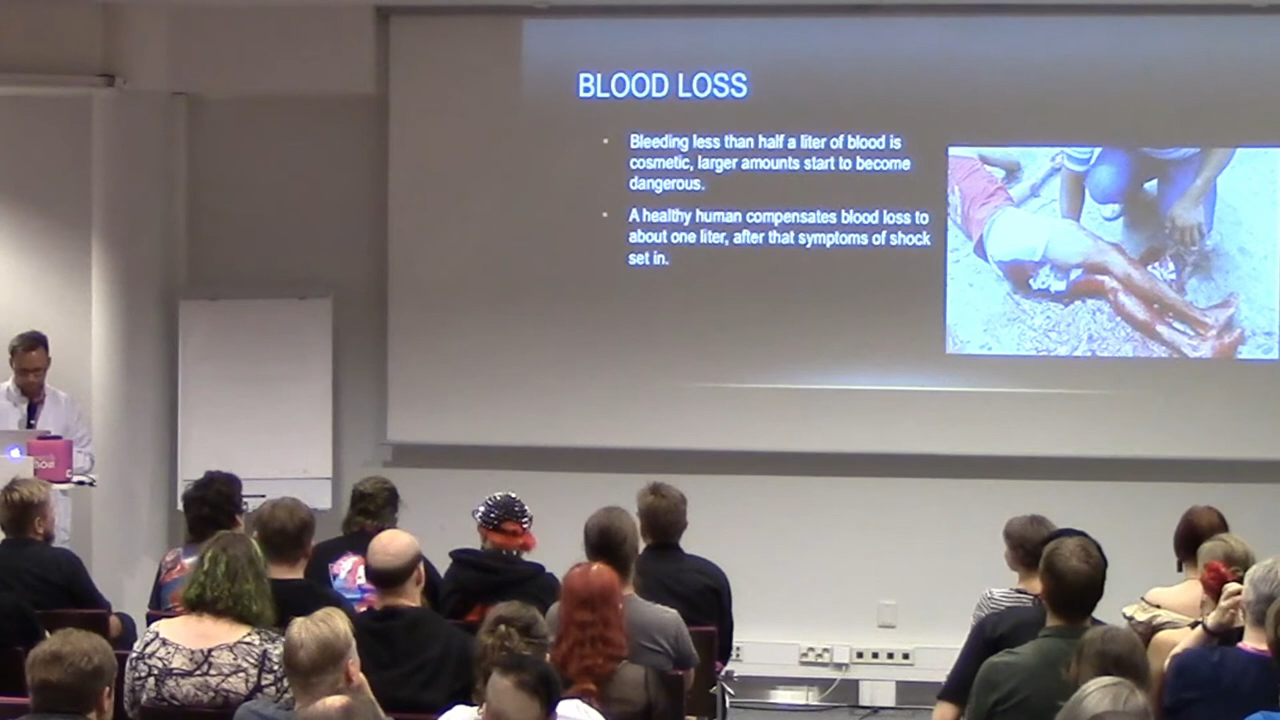 BLOOD LOSS
Bleeding less than half a liter of blood is
cosmetic, larger amounts start to become
dangerous.
A healthy human compensates blood loss to
about one liter, after that symptoms of shock
set in.